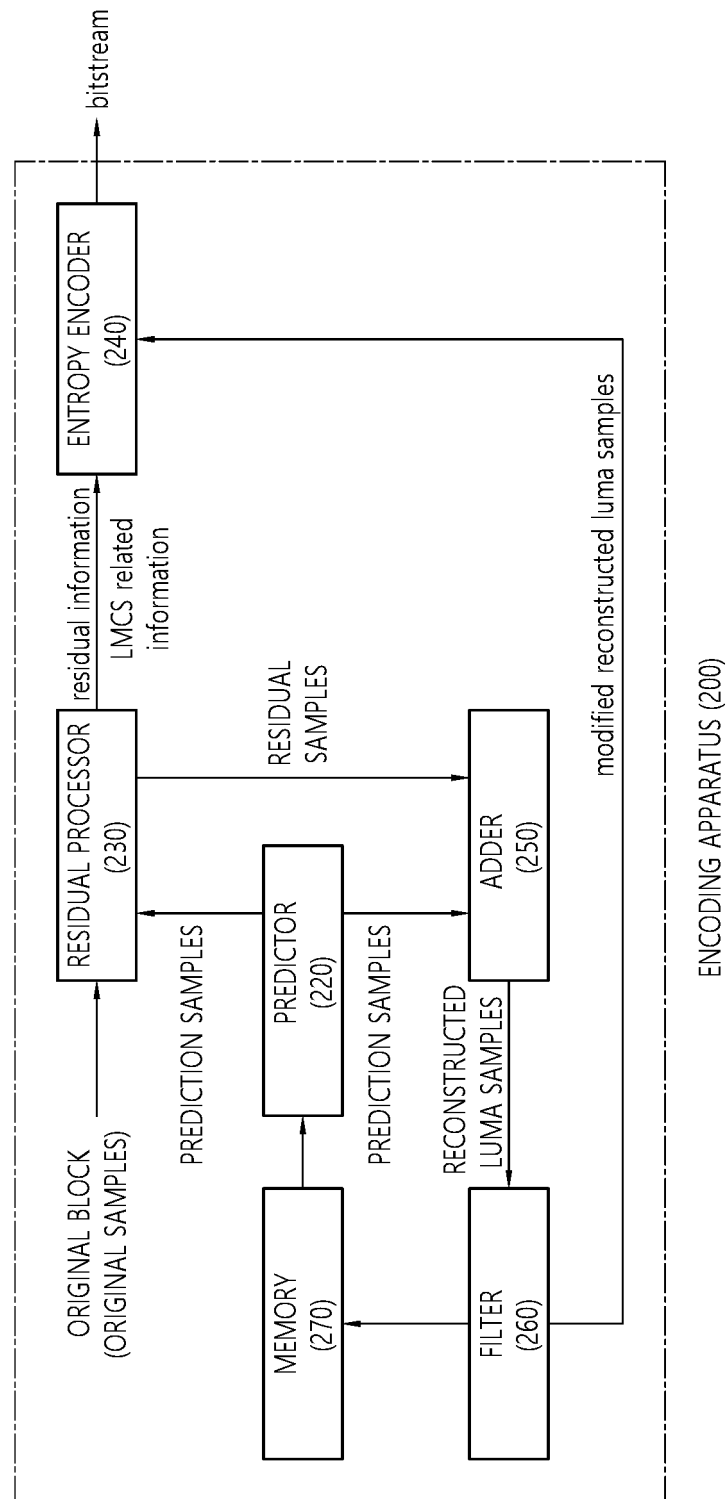 ORIGINAL BLOCK
(ORIGINAL SAMPLES)
RESIDUAL PROCESSOR
(230)
residual information
LMCS related
information
ENTROPY ENCODER
(240)
bitstream
PREDICTION SAMPLES
RESIDUAL
SAMPLES
MEMORY
(270)
PREDICTOR
(220)
PREDICTION SAMPLES
RECONSTRUCTED
LUMA SAMPLES
FILTER
(260)
ADDER
(250)
modified reconstructed luma samples
ENCODING APPARATUS (200)